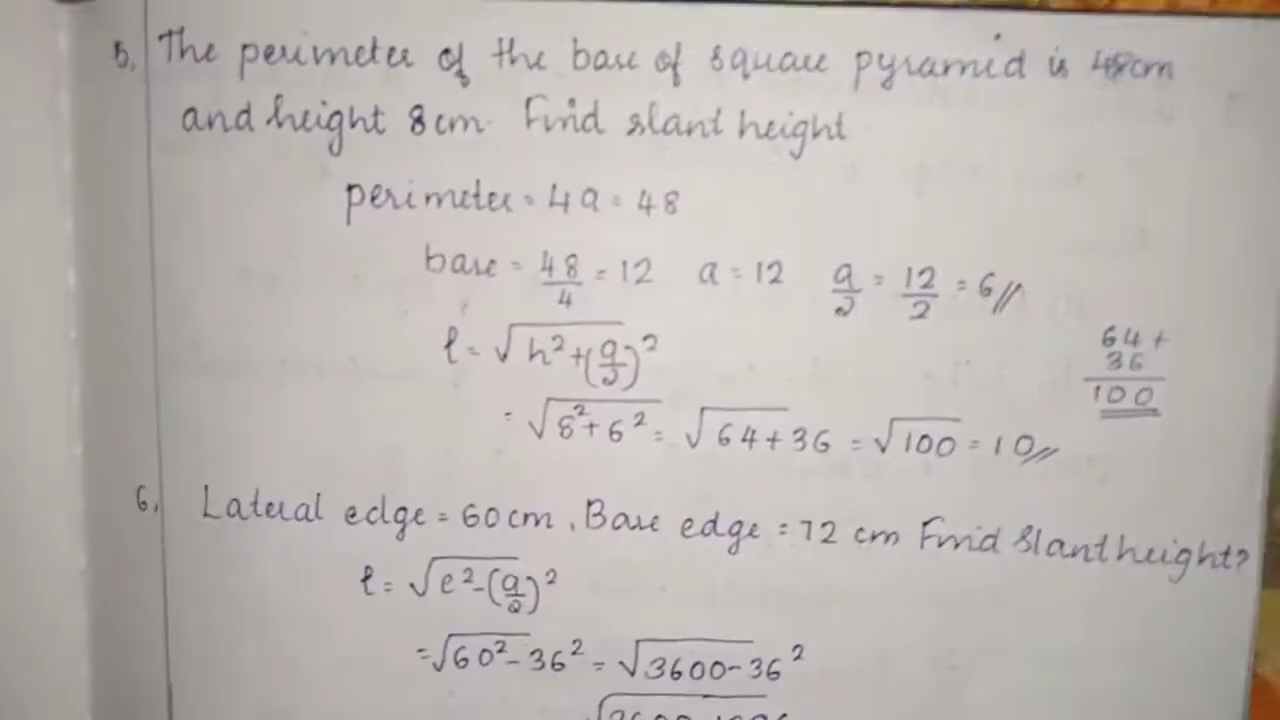 5. The perimeter of the base of square pyramid is 48cm
and height 8cm. Find slant height
perimeter = 4a = 48
base = 48/4 = 12 a = 12 a/2 = 12/2 = 6//
l = √h²+(a/2)²
64+
36
100
= √8²+6² = √64+36 = √100 = 10//
6. Lateral edge = 60cm, Base edge = 72 cm Find Slant height?
l = √e²-(a/2)²
= √60²-36² = √3600-36²